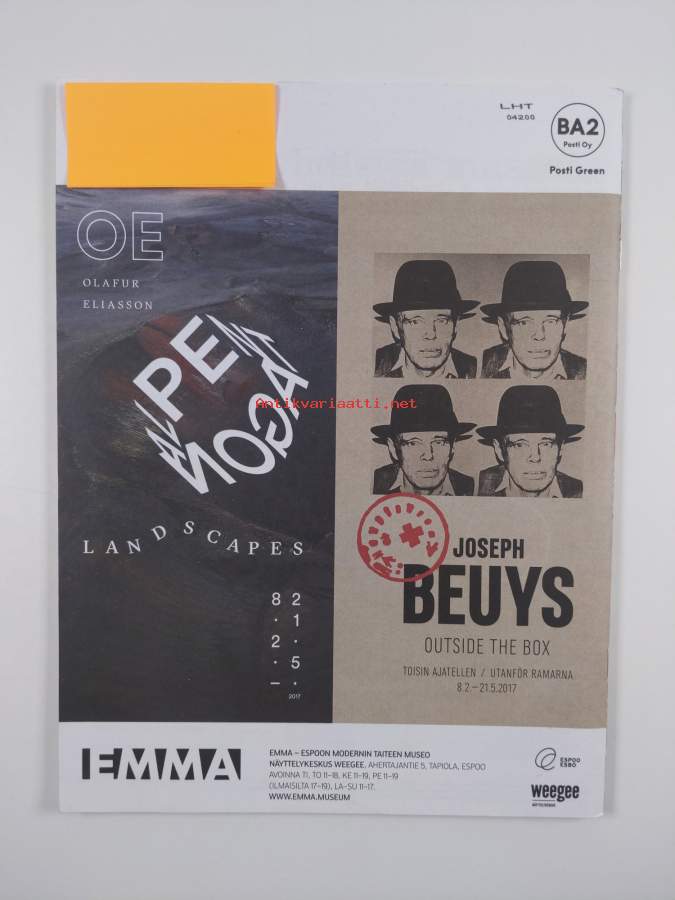 LHT
04200
BA2
Posti Oy
Posti Green
OE
OLAFUR
ELIASSON
PENTAGONAL
LANDSCAPES
8.2.–
21.5.
2017
Antikvariaatti.net
JOSEPH
BEUYS
OUTSIDE THE BOX
TOISIN AJATELLEN / UTANFÖR RAMARNA
8.2.–21.5.2017
EMMA
EMMA – ESPOON MODERNIN TAITEEN MUSEO
NÄYTTELYKESKUS WEEGEE, AHERTAJANTIE 5, TAPIOLA, ESPOO
AVOINNA TI, TO 11–18, KE 11–19, PE 11–19
(ILMAISILTA 17–19), LA–SU 11–17.
WWW.EMMA.MUSEUM
ESPOO
ESBO
weegee